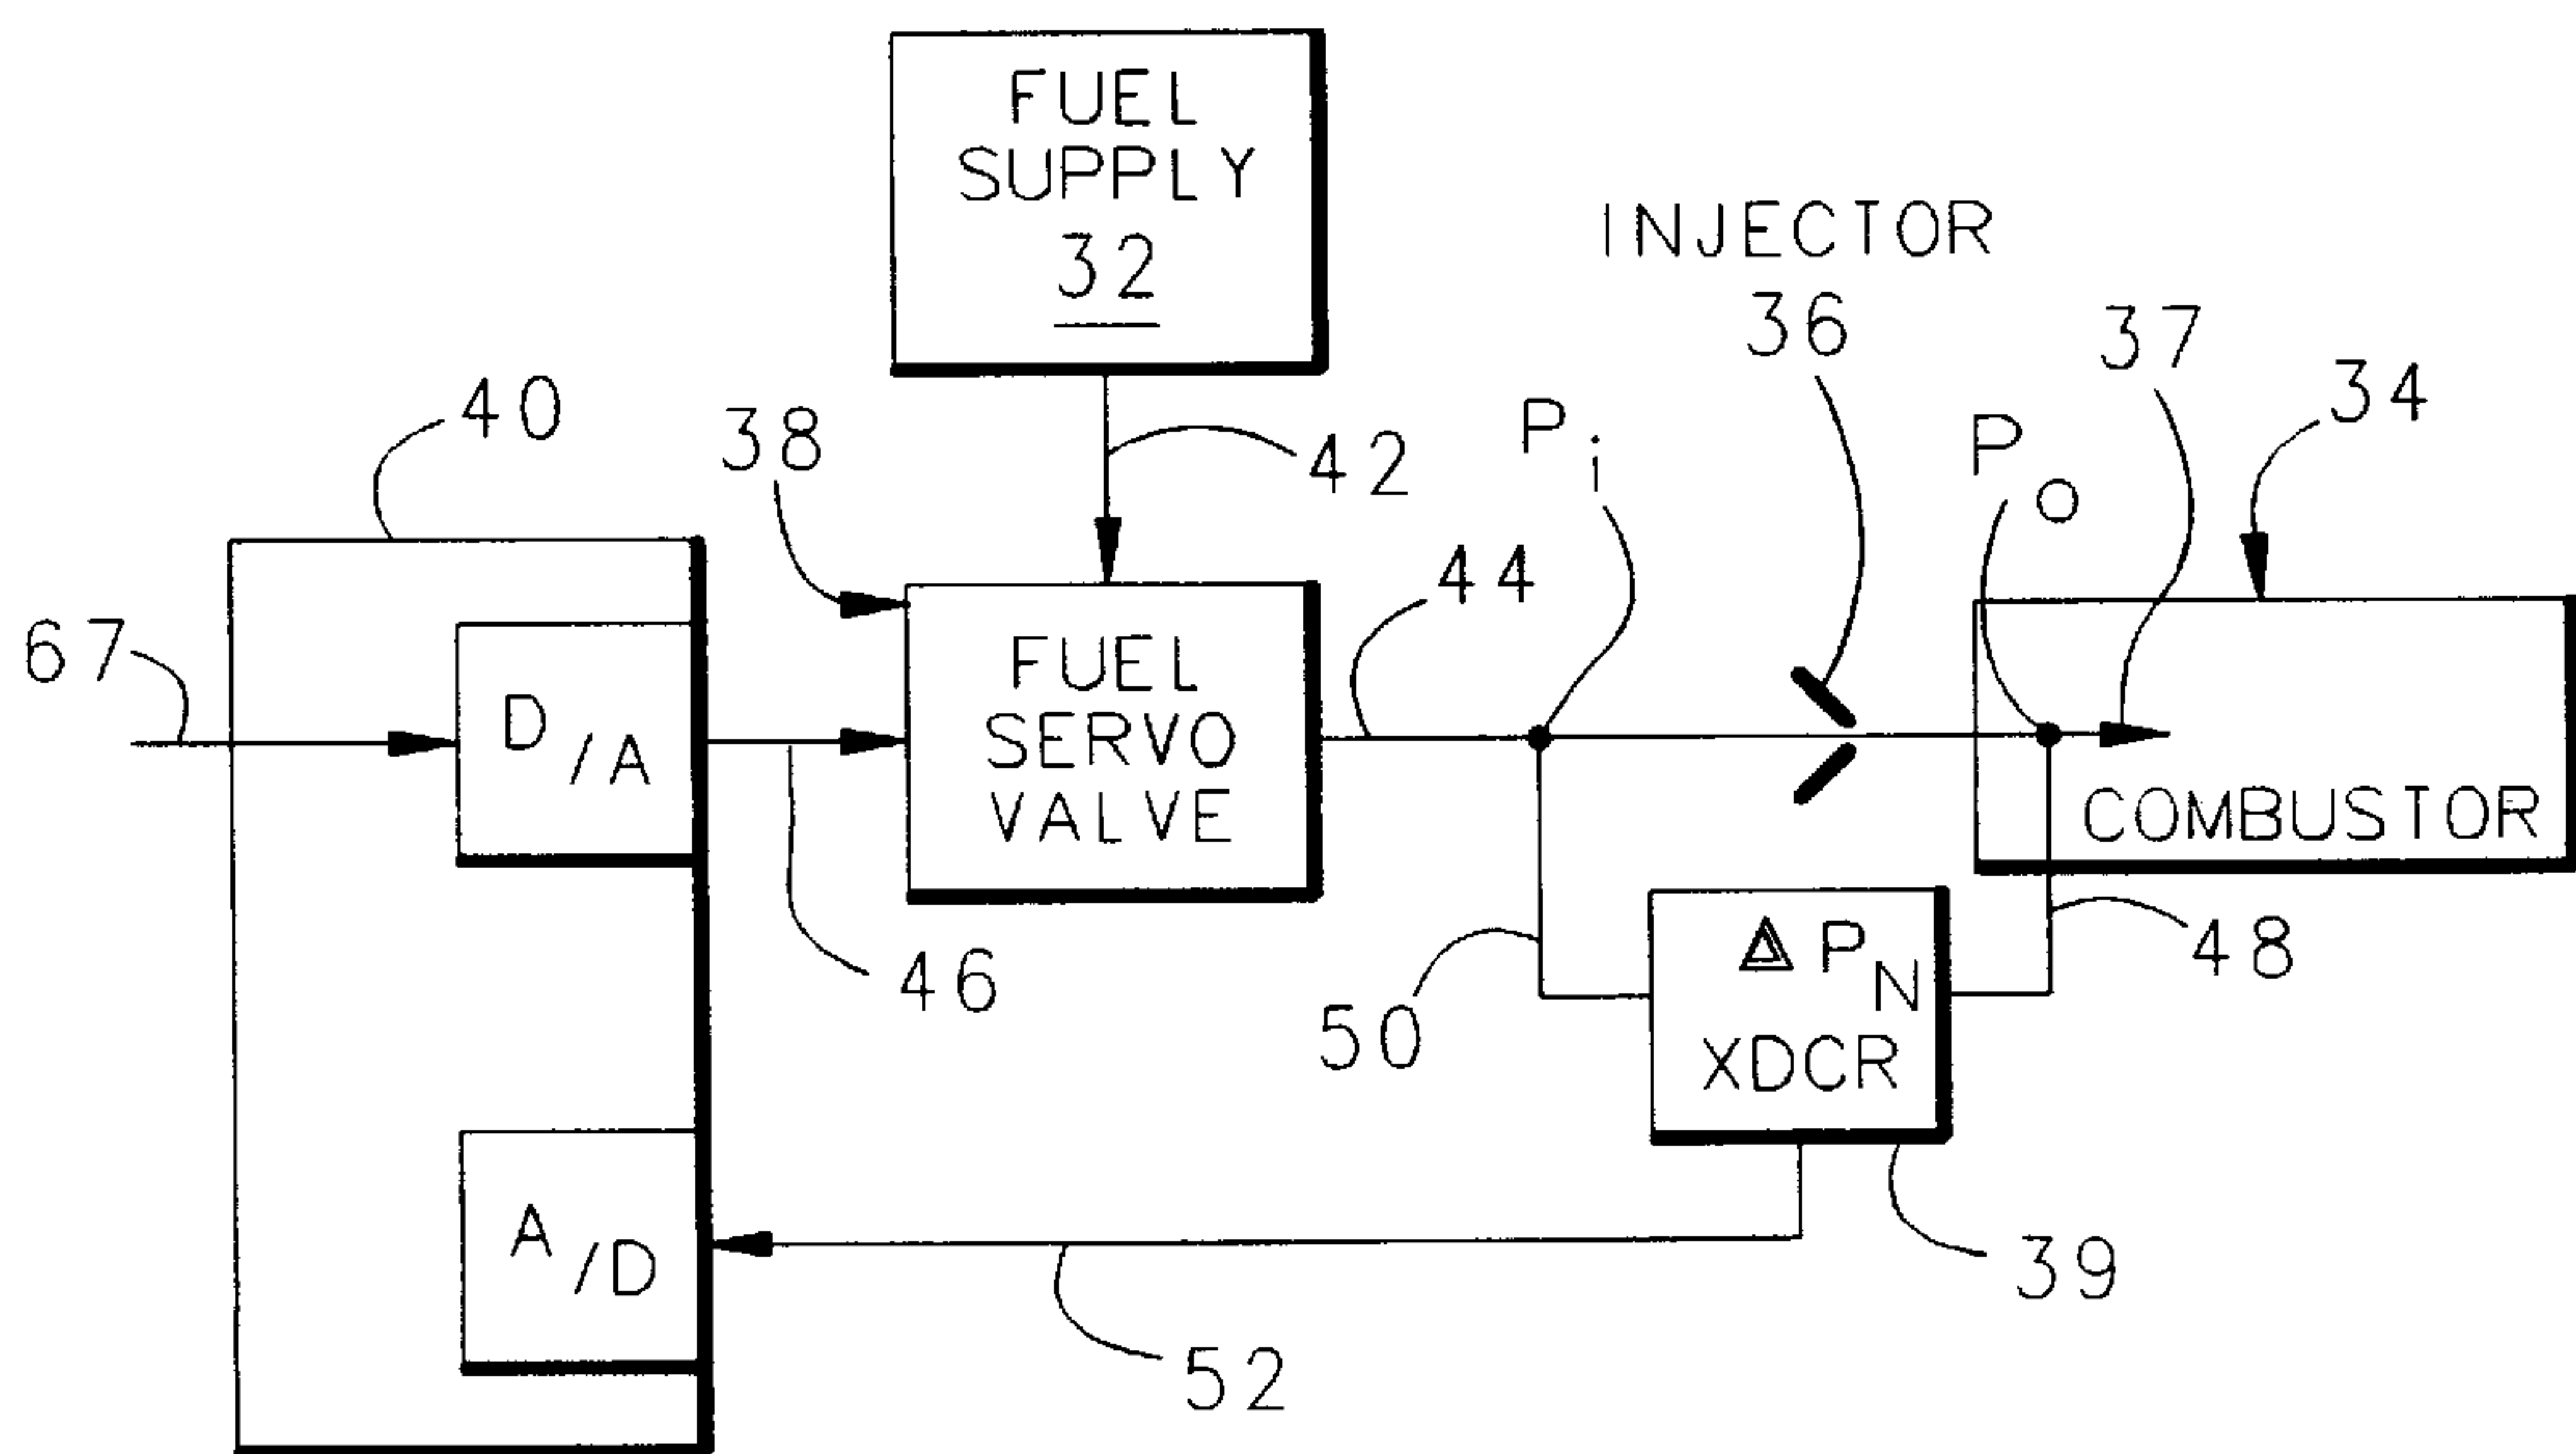 FUEL
SUPPLY
32
INJECTOR
36
37
34
40
38
42
Pi
Po
67
44
D/A
FUEL
SERVO
VALVE
COMBUSTOR
46
50
ΔPN
XDCR
48
A/D
39
52